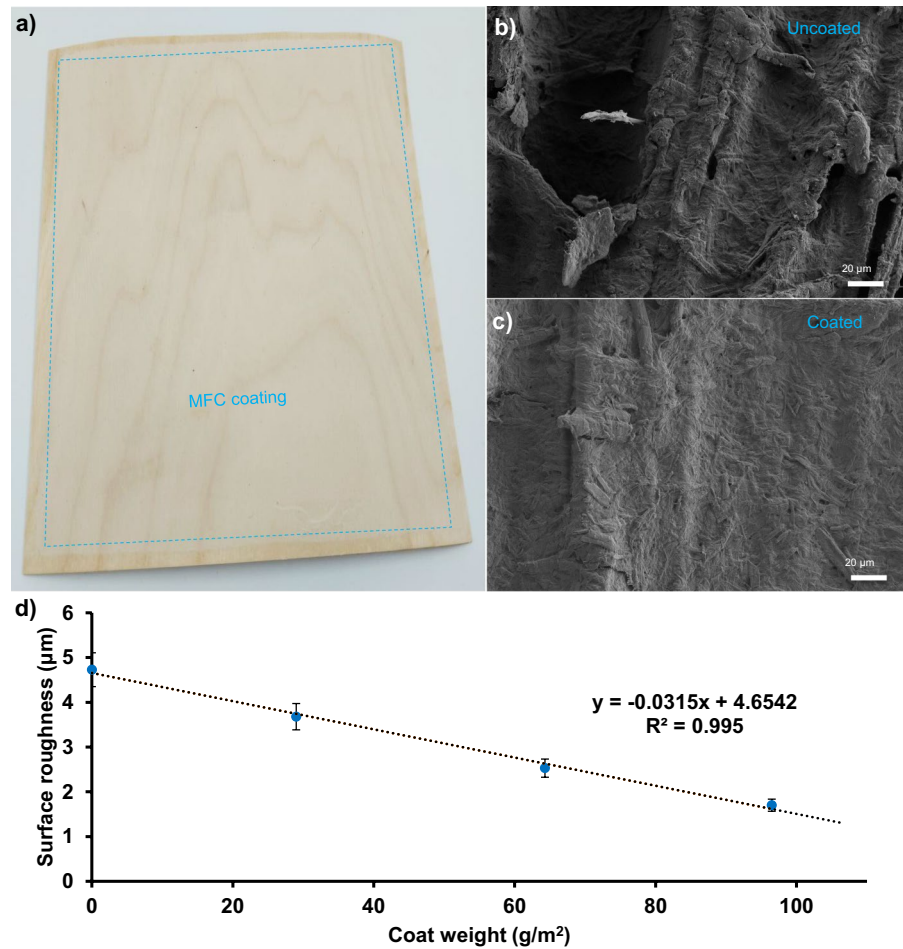 a)
MFC coating
b)
Uncoated
20 µm
c)
Coated
20 µm
d)
Surface roughness (µm)
6
5
4
3
2
1
0
y = -0.0315x + 4.6542
R² = 0.995
0 20 40 60 80 100
Coat weight (g/m²)